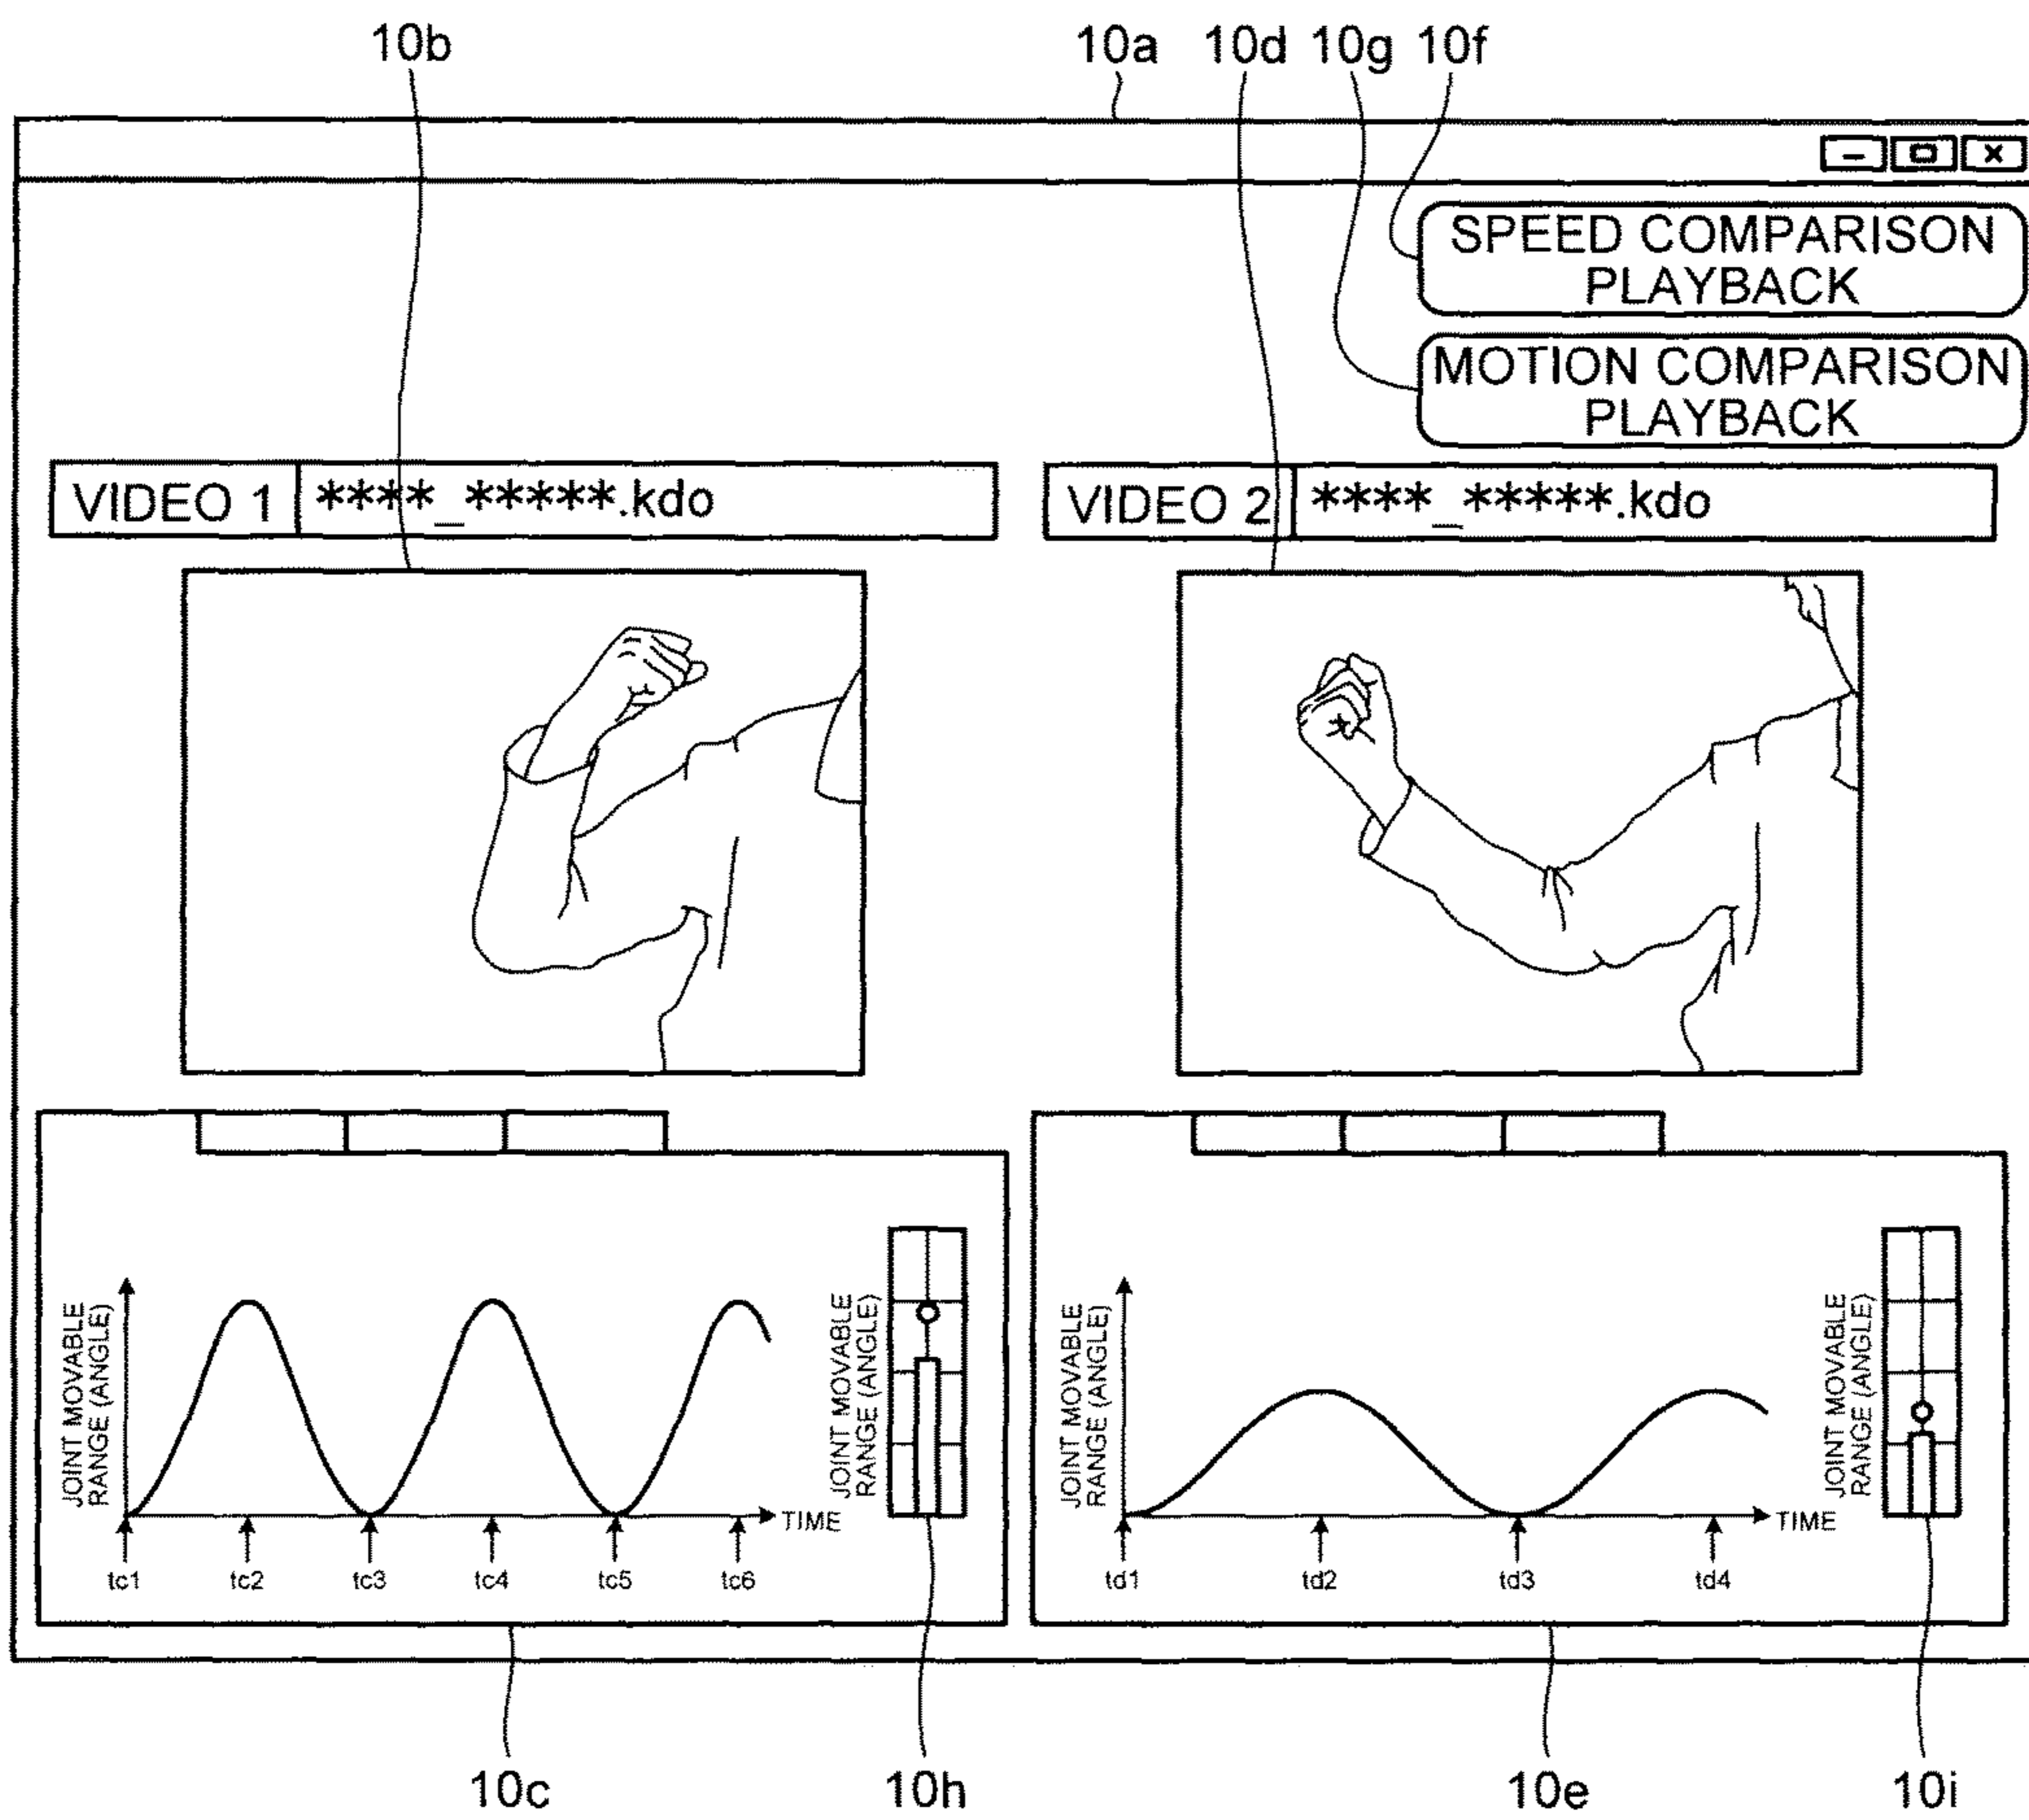 10b
10a
10d
10g
10f
SPEED COMPARISON
PLAYBACK
MOTION COMPARISON
PLAYBACK
VIDEO 1
****_*****.kdo
VIDEO 2
****_*****.kdo
JOINT MOVABLE
RANGE (ANGLE)
TIME
tc1
tc2
tc3
tc4
tc5
tc6
JOINT MOVABLE
RANGE (ANGLE)
JOINT MOVABLE
RANGE (ANGLE)
TIME
td1
td2
td3
td4
JOINT MOVABLE
RANGE (ANGLE)
10c
10h
10e
10i